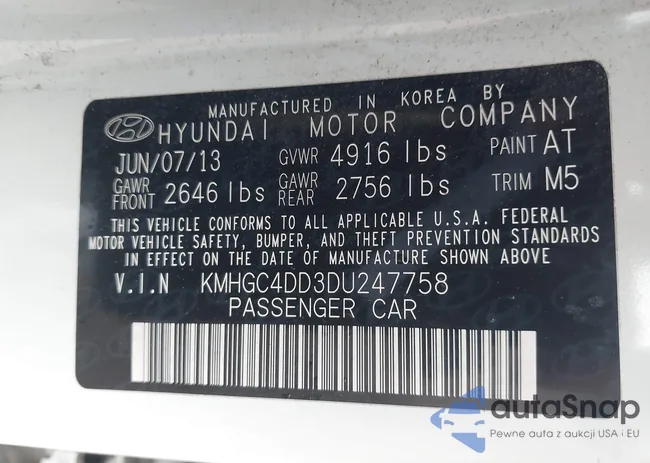 MANUFACTURED IN KOREA BY
HYUNDAI MOTOR COMPANY
JUN/07/13 GVWR 4916 lbs PAINT AT
GAWR FRONT 2646 lbs GAWR REAR 2756 lbs TRIM M5
THIS VEHICLE CONFORMS TO ALL APPLICABLE U.S.A. FEDERAL
MOTOR VEHICLE SAFETY, BUMPER, AND THEFT PREVENTION STANDARDS
IN EFFECT ON THE DATE OF MANUFACTURE SHOWN ABOVE.
V.I.N KMHGC4DD3DU247758
PASSENGER CAR
autaSnap
Pewne auta z aukcji USA i EU